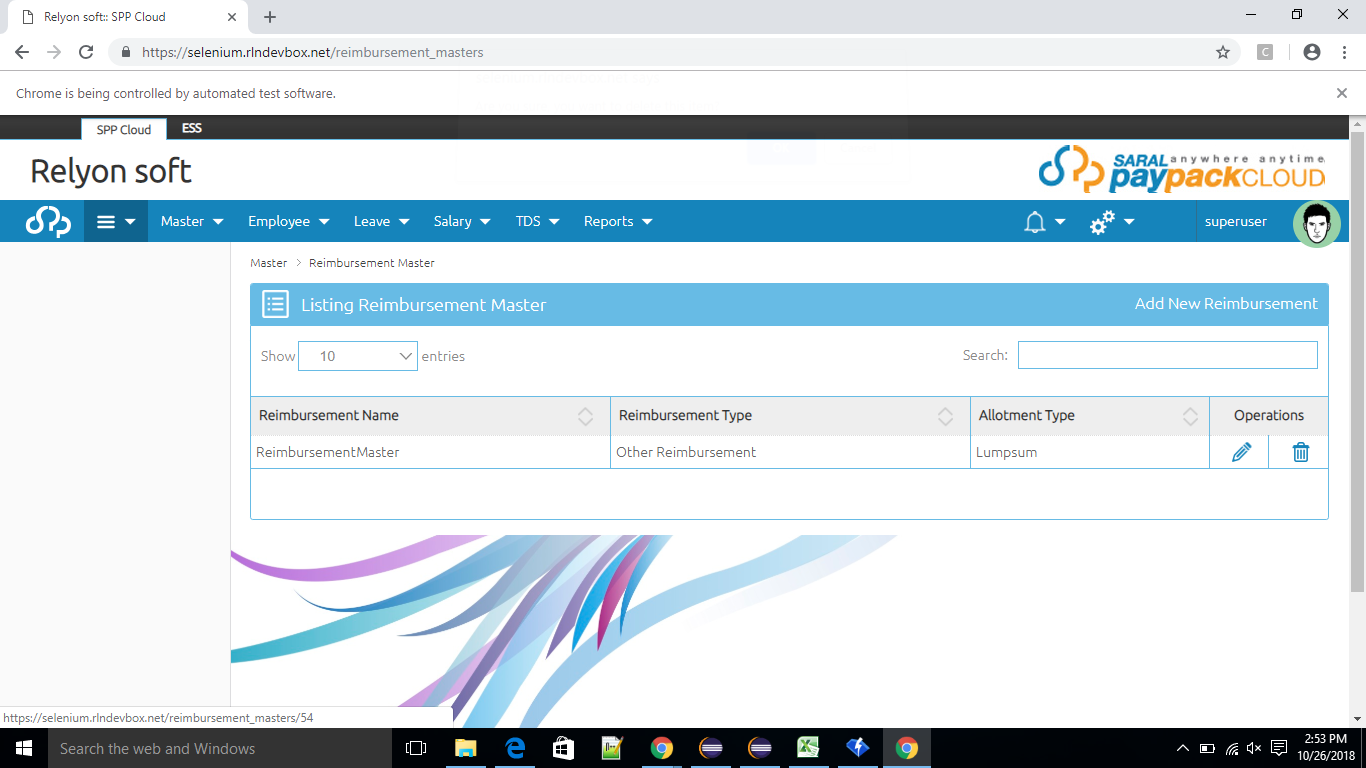 Relyon soft:: SPP Cloud
https://selenium.rlndevbox.net/reimbursement_masters
C
Chrome is being controlled by automated test software.
SPP Cloud ESS
Relyon soft
SARAL anywhere anytime
paypackCLOUD
Master Employee Leave Salary TDS Reports superuser
Master > Reimbursement Master
Listing Reimbursement Master Add New Reimbursement
Show 10 entries Search:
Reimbursement Name Reimbursement Type Allotment Type Operations
ReimbursementMaster Other Reimbursement Lumpsum
https://selenium.rlndevbox.net/reimbursement_masters/54
Search the web and Windows
2:53 PM
10/26/2018